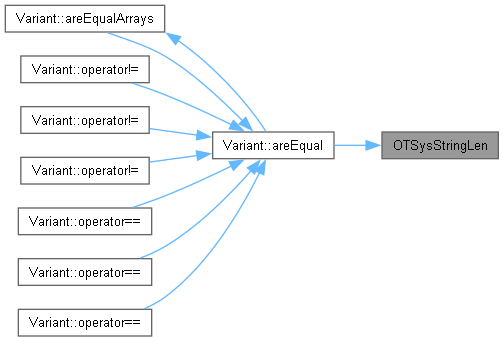 Variant::areEqualArrays
Variant::operator!=
Variant::operator!=
Variant::operator!=
Variant::operator==
Variant::operator==
Variant::operator==
Variant::areEqual
OTSysStringLen